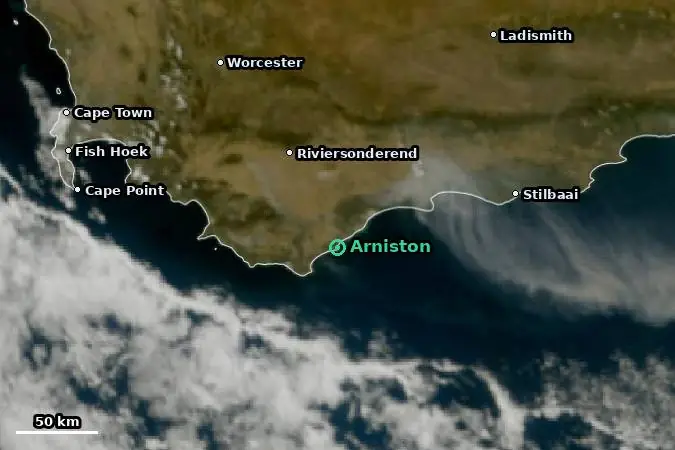 Ladismith
Worcester
Cape Town
Fish Hoek
Riviersonderend
Cape Point
Stilbaai
Arniston
50 km